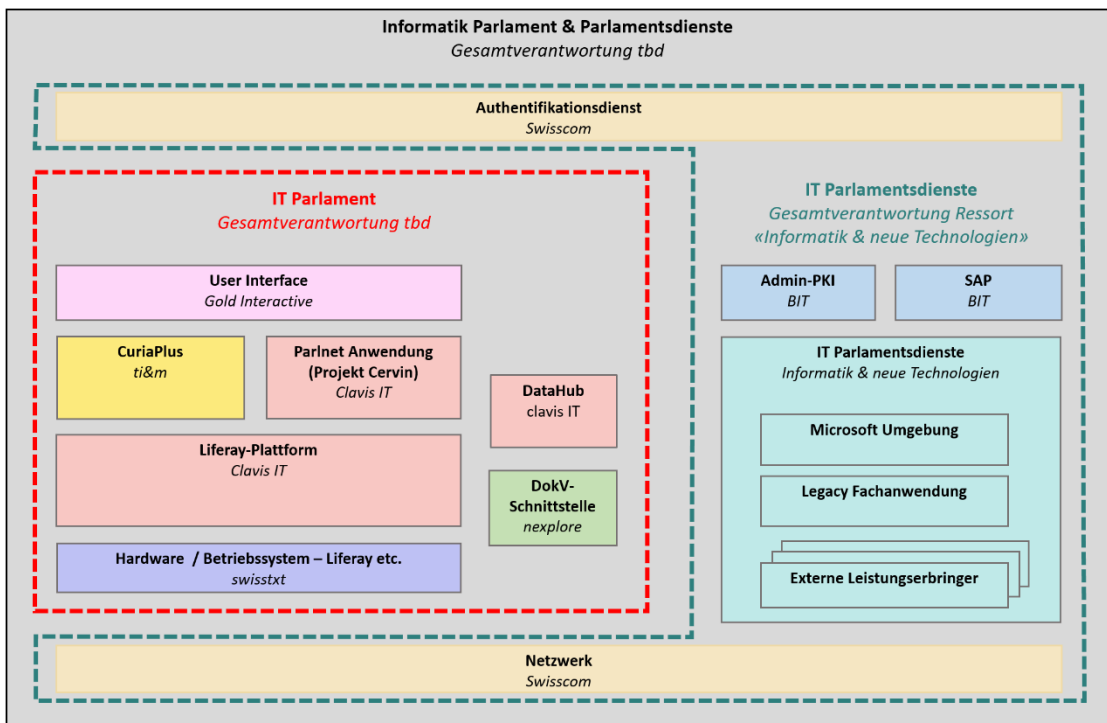 Informatik Parlament & Parlamentsdienste
Gesamtverantwortung tbd
Authentifikationsdienst
Swisscom
IT Parlament
Gesamtverantwortung tbd
User Interface
Gold Interactive
CuriaPlus
ti&m
Parlnet Anwendung
(Projekt Cervin)
Clavis IT
DataHub
clavis IT
Liferay-Plattform
Clavis IT
DokV-
Schnittstelle
nexplore
Hardware / Betriebssystem – Liferay etc.
swisstxt
IT Parlamentsdienste
Gesamtverantwortung Ressort
«Informatik & neue Technologien»
Admin-PKI
BIT
SAP
BIT
IT Parlamentsdienste
Informatik & neue Technologien
Microsoft Umgebung
Legacy Fachanwendung
Externe Leistungserbringer
Netzwerk
Swisscom